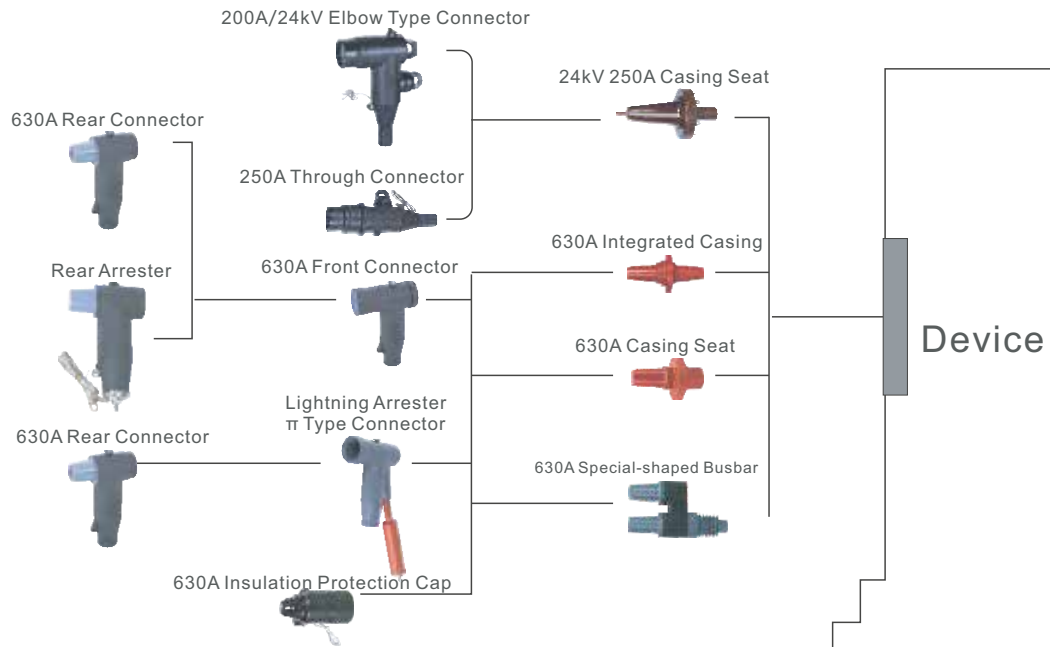 200A/24kV Elbow Type Connector
24kV 250A Casing Seat
630A Rear Connector
250A Through Connector
630A Integrated Casing
Rear Arrester
630A Front Connector
Device
630A Casing Seat
Lightning Arrester
π Type Connector
630A Rear Connector
630A Special-shaped Busbar
630A Insulation Protection Cap